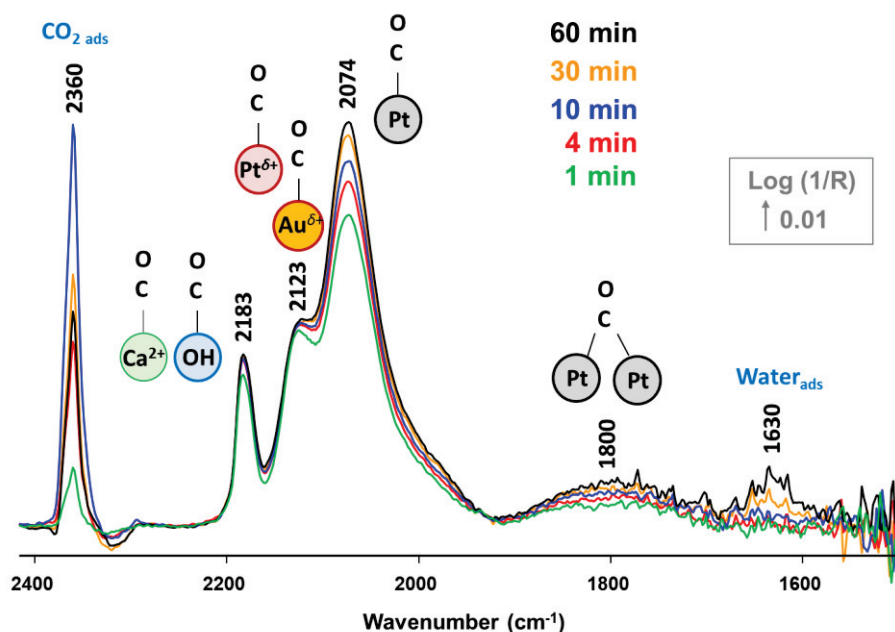 CO2 ads
2360
O
C
Ca2+
O
C
OH
2183
O
C
Ptδ+
O
C
Auδ+
2123
2074
O
C
Pt
60 min
30 min
10 min
4 min
1 min
Log (1/R)
↑ 0.01
O
C
Pt Pt
1800
Waterads
1630
2400 2200 2000 1800 1600
Wavenumber (cm-1)